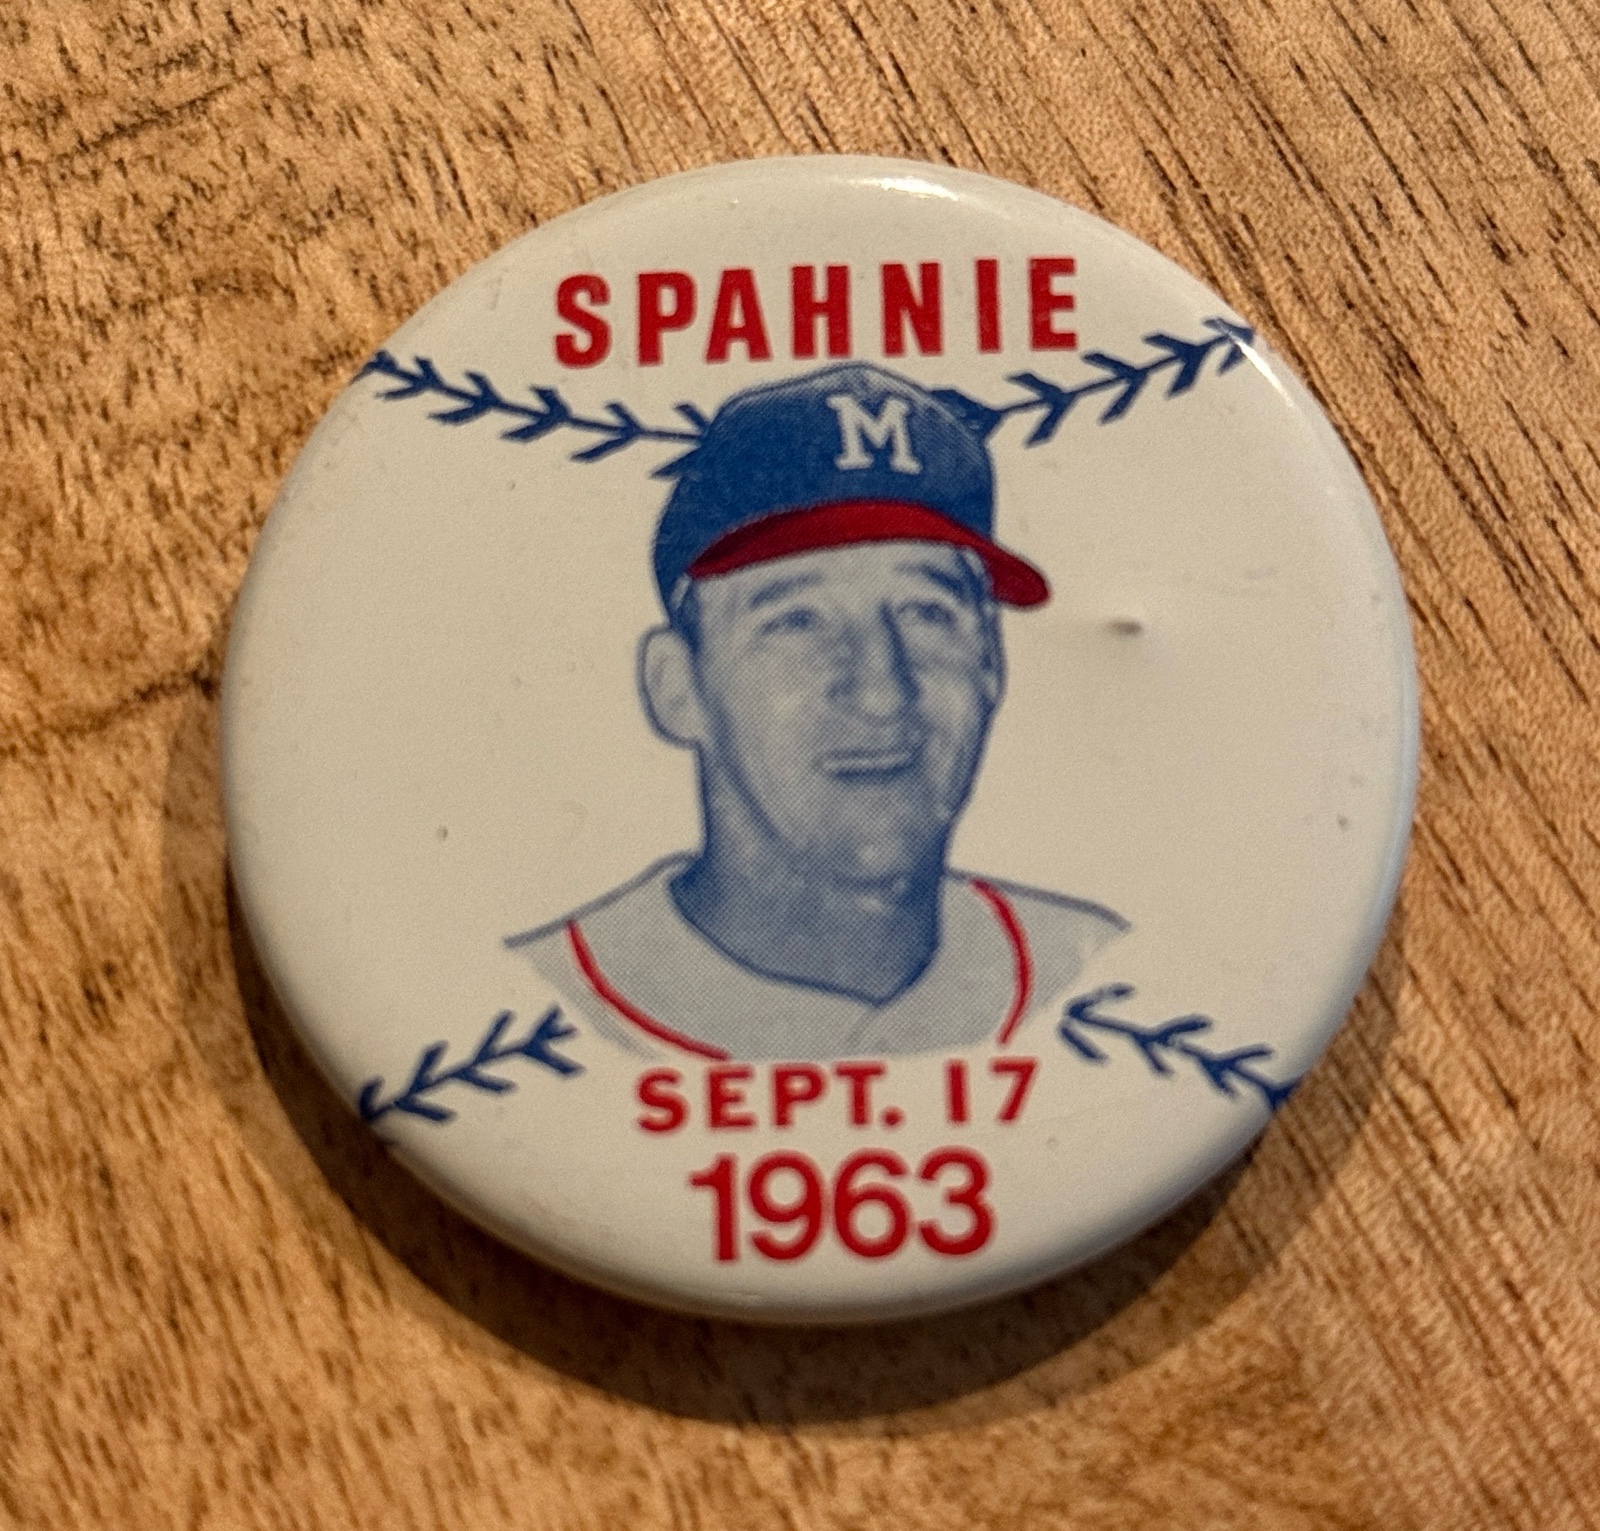 SPAHNIE
M
SEPT. 17
1963